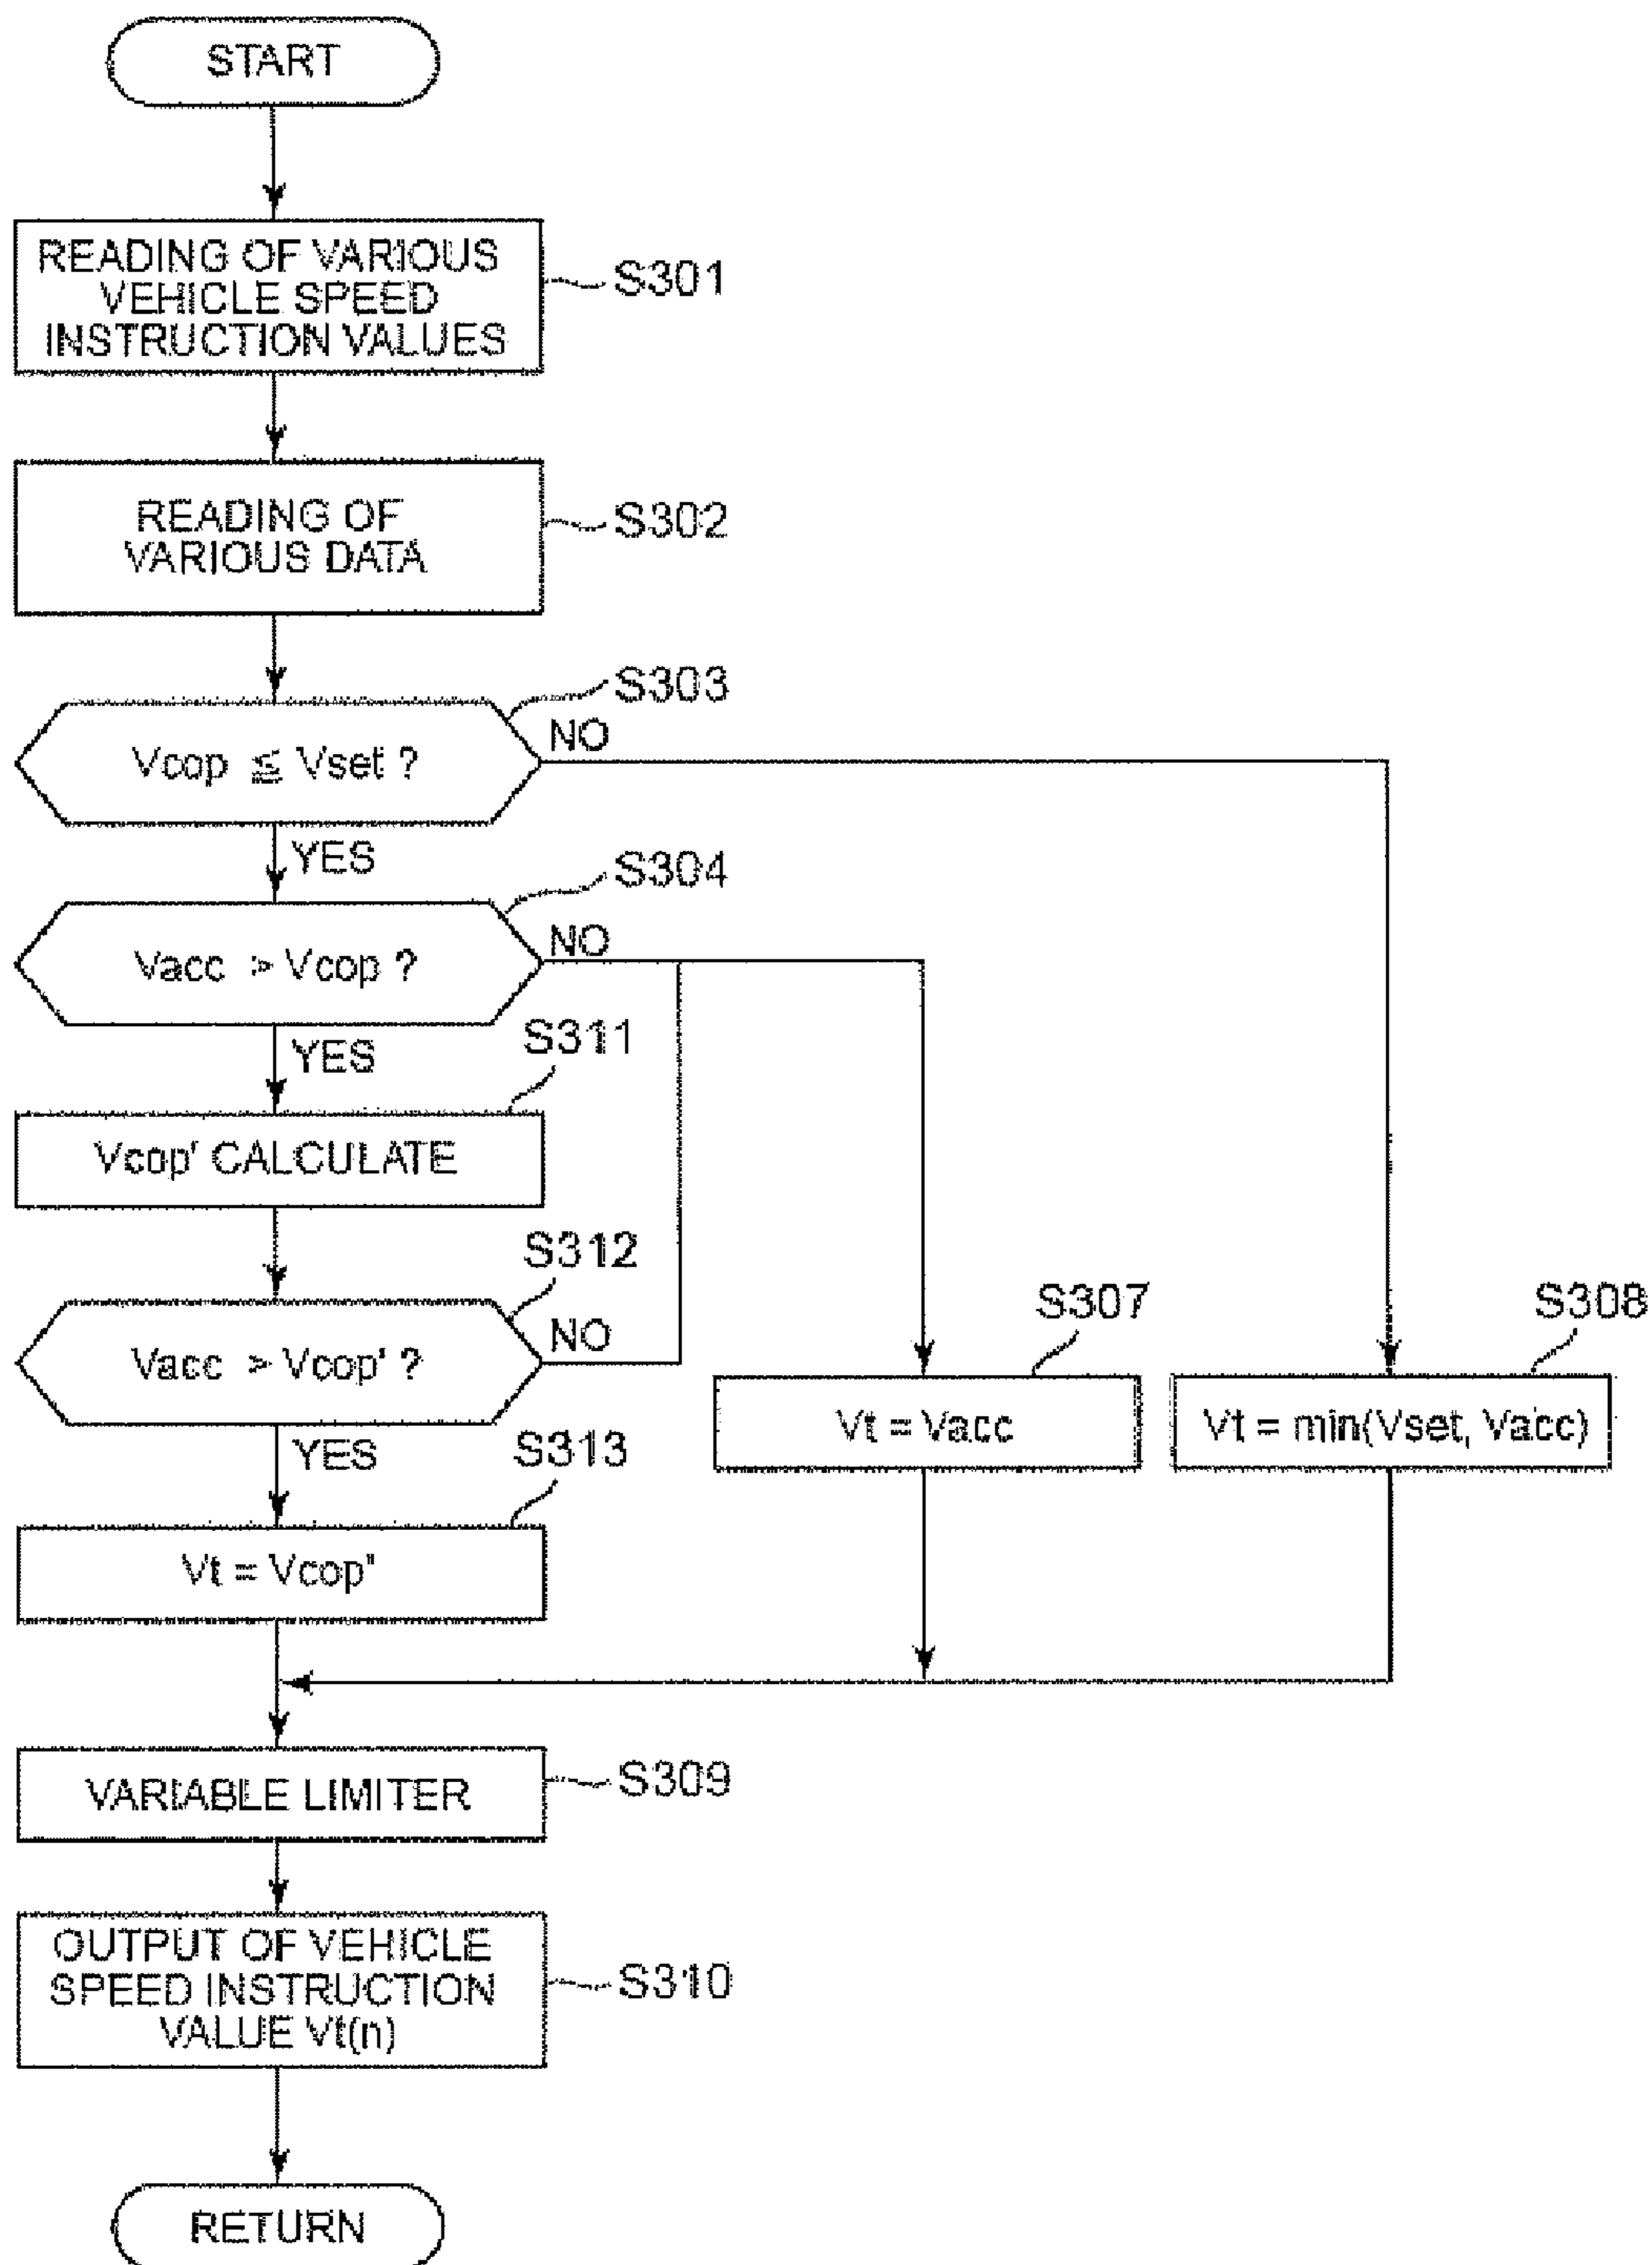 START
READING OF VARIOUS
VEHICLE SPEED
INSTRUCTION VALUES
S301
READING OF
VARIOUS DATA
S302
S303
Vcop ≦ Vset ?
NO
YES
S304
Vacc > Vcop ?
NO
YES
S311
Vcop' CALCULATE
S312
Vacc > Vcop' ?
NO
YES
S313
Vt = Vcop'
S307
Vt = Vacc
S308
Vt = min(Vset, Vacc)
VARIABLE LIMITER
S309
OUTPUT OF VEHICLE
SPEED INSTRUCTION
VALUE Vt(n)
S310
RETURN